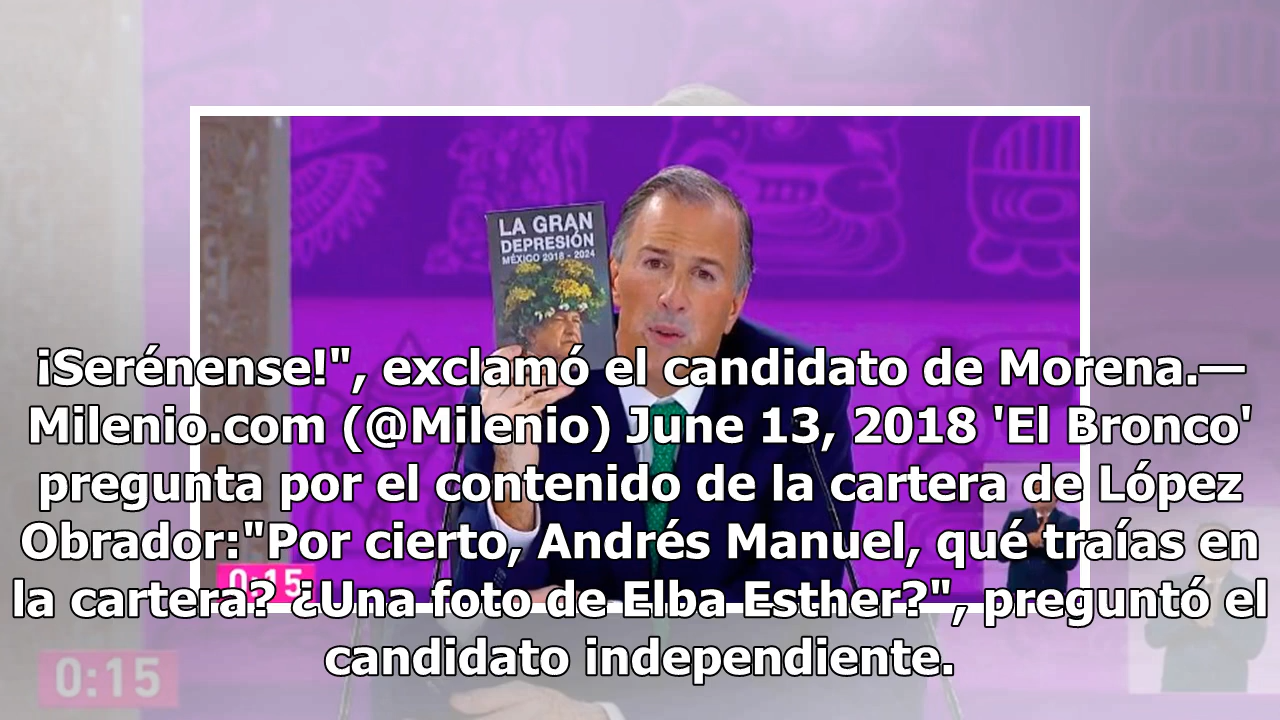 LA GRAN
DEPRESIÓN
MÉXICO 2018 - 2024
¡Serénense!", exclamó el candidato de Morena.—
Milenio.com (@Milenio) June 13, 2018 'El Bronco'
pregunta por el contenido de la cartera de López
Obrador:"Por cierto, Andrés Manuel, qué traías en
0:15
la cartera? ¿Una foto de Elba Esther?", preguntó el
candidato independiente.
0:15